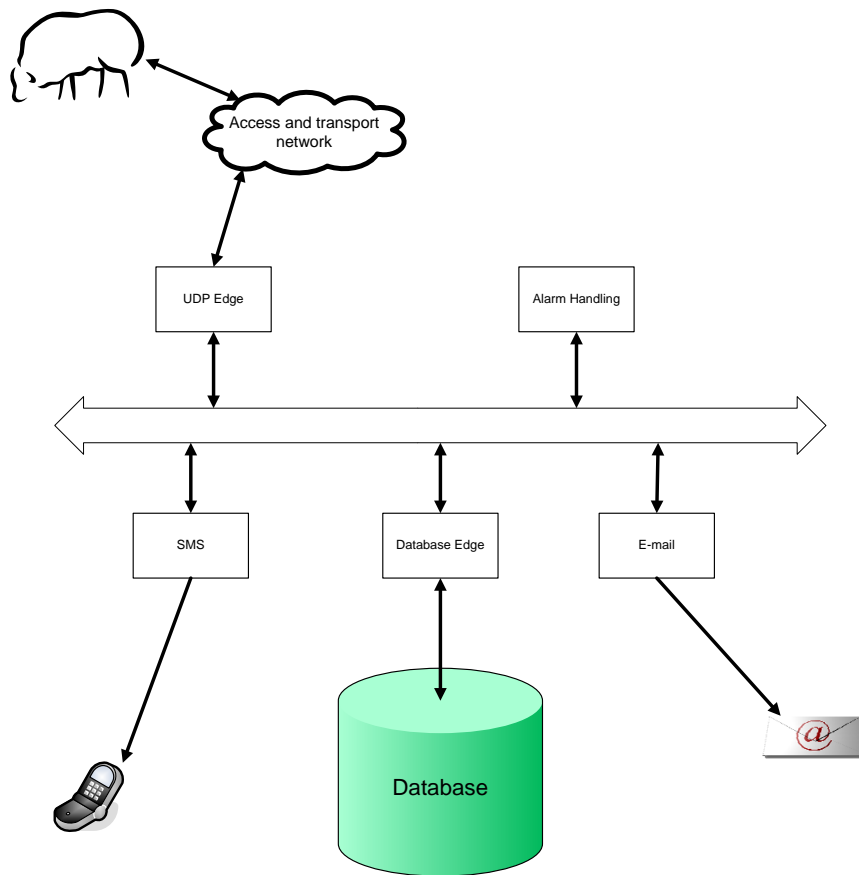 Access and transport
network
UDP Edge
Alarm Handling
SMS
Database Edge
E-mail
@
Database